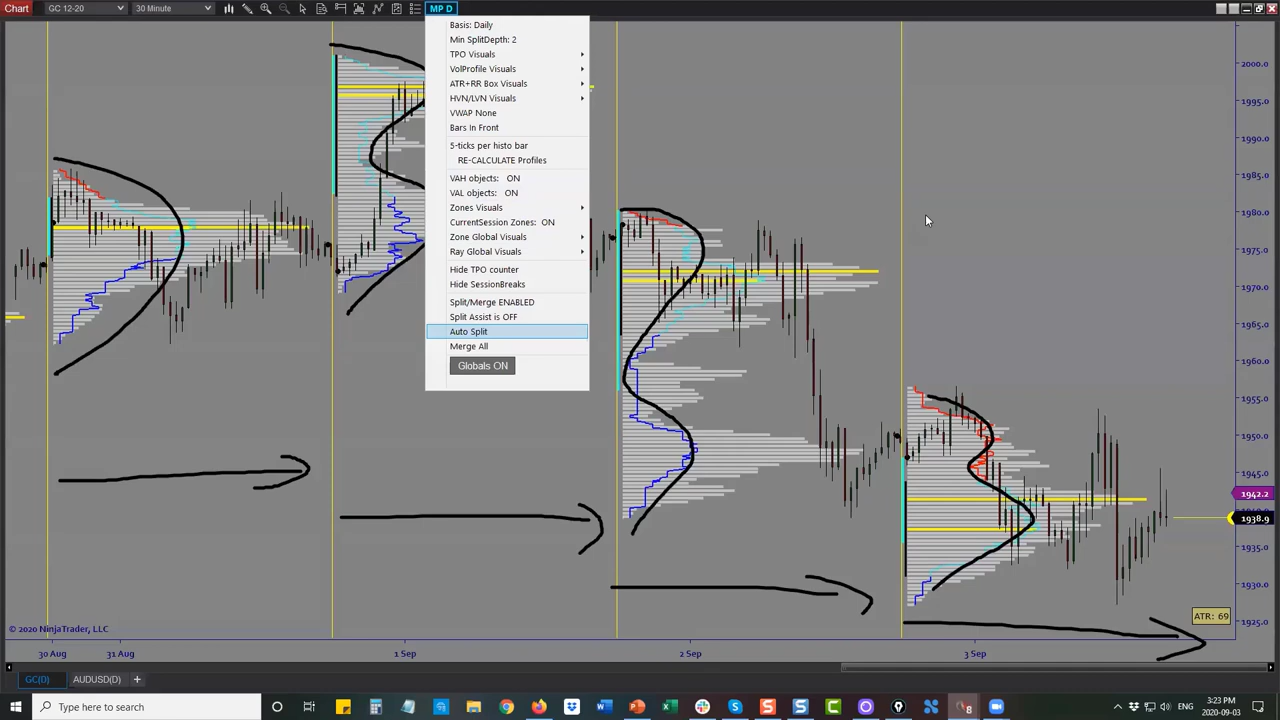 Chart
GC 12-20
30 Minute
MP D
Basis: Daily
Min SplitDepth: 2
TPO Visuals
VolProfile Visuals
ATR+RR Box Visuals
HVN/LVN Visuals
VWAP None
Bars In Front
5-ticks per histo bar
RE-CALCULATE Profiles
VAH objects: ON
VAL objects: ON
Zones Visuals
CurrentSession Zones: ON
Zone Global Visuals
Ray Global Visuals
Hide TPO counter
Hide SessionBreaks
Split/Merge ENABLED
Split Assist is OFF
Auto Split
Merge All
Globals ON
2000.0
1995.0
1990.0
1985.0
1980.0
1975.0
1970.0
1965.0
1960.0
1955.0
1950.0
1945.0
1942.2
1938.9
1935.0
1930.0
1925.0
ATR: 69
© 2020 NinjaTrader, LLC
30 Aug
31 Aug
1 Sep
2 Sep
3 Sep
GC(D)
AUDUSD(D)
Type here to search
ENG
3:23 PM
2020-09-03